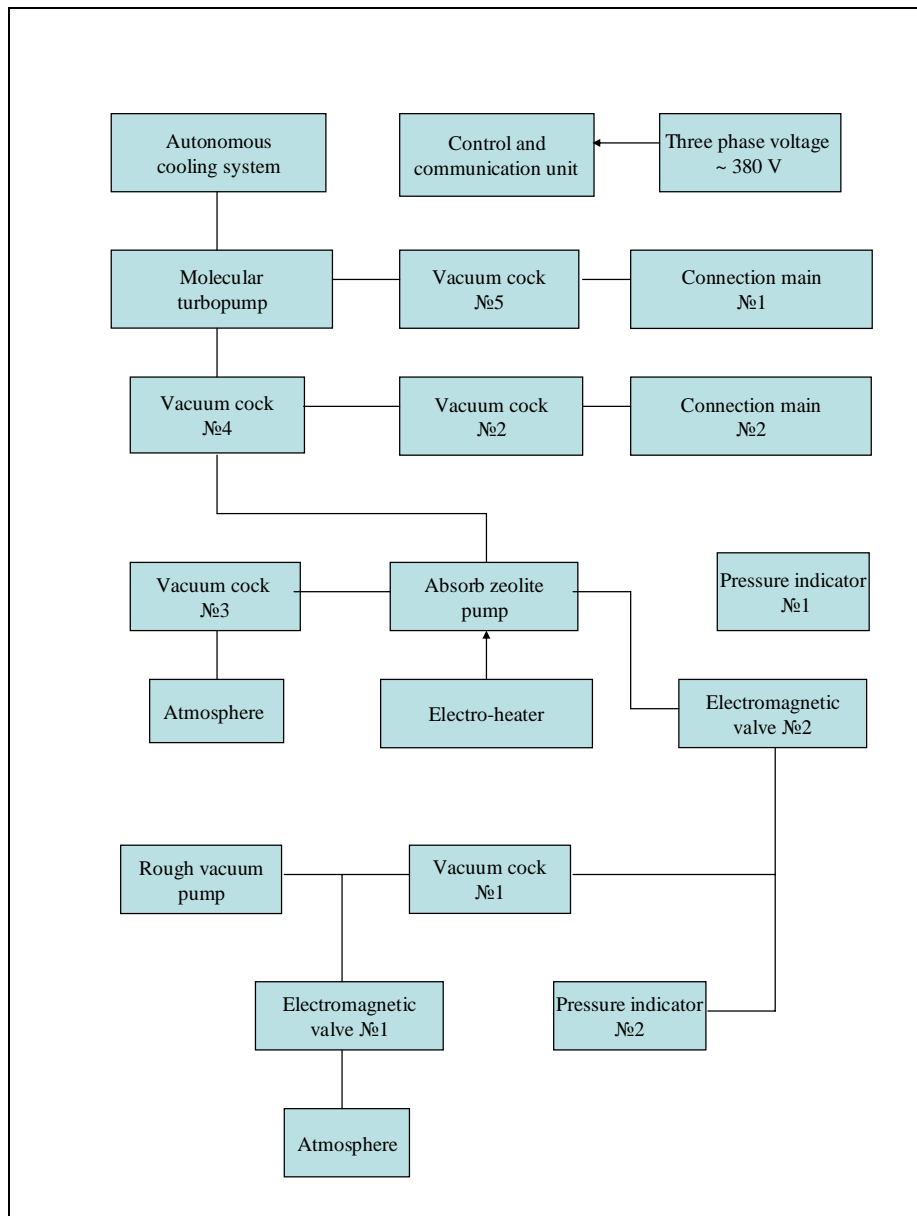 Autonomous
cooling system
Control and
communication unit
Three phase voltage
~ 380 V
Molecular
turbopump
Vacuum cock
№5
Connection main
№1
Vacuum cock
№4
Vacuum cock
№2
Connection main
№2
Vacuum cock
№3
Absorb zeolite
pump
Pressure indicator
№1
Atmosphere
Electro-heater
Electromagnetic
valve №2
Rough vacuum
pump
Vacuum cock
№1
Electromagnetic
valve №1
Pressure indicator
№2
Atmosphere